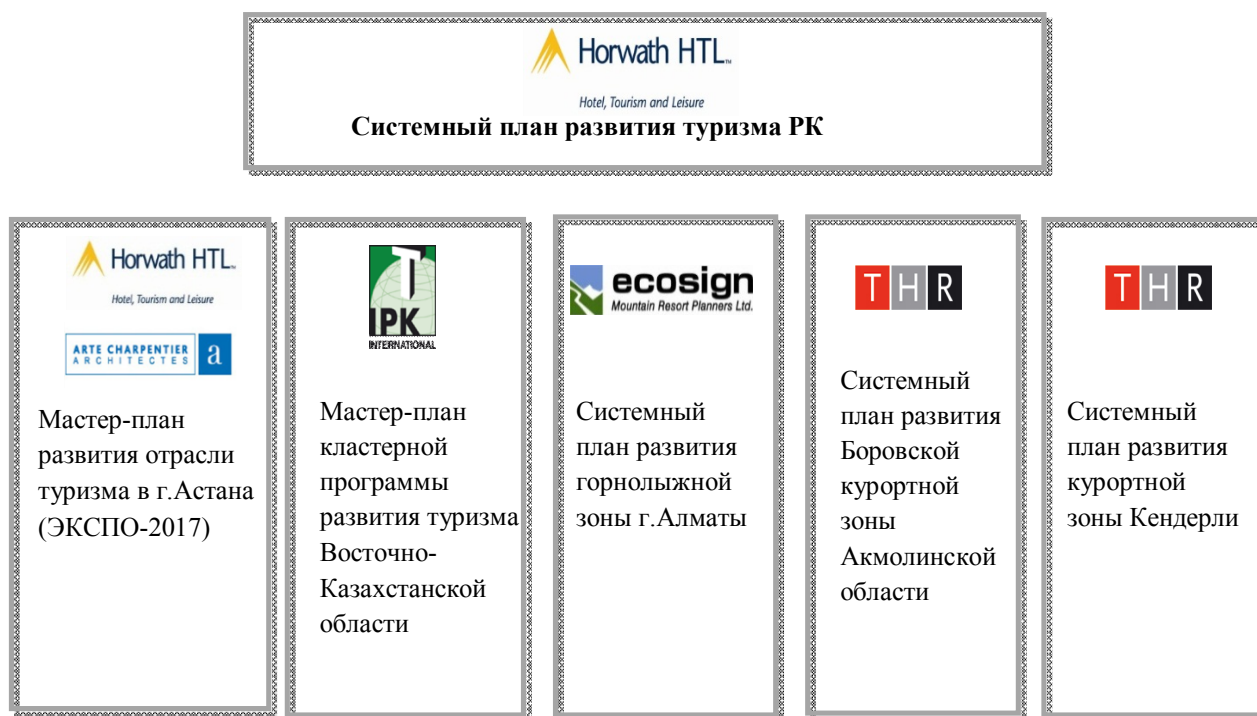 Horwath HTL™
Hotel, Tourism and Leisure
Системный план развития туризма РК
Horwath HTL™
Hotel, Tourism and Leisure
ARTE CHARPENTIER
ARCHITECTES a
Мастер-план
развития отрасли
туризма в г.Астана
(ЭКСПО-2017)
T
IPK
INTERNATIONAL
Мастер-план
кластерной
программы
развития туризма
Восточно-
Казахстанской
области
ecosign
Mountain Resort Planners Ltd.
Системный
план развития
горнолыжной
зоны г.Алматы
THR
Системный
план развития
Боровской
курортной
зоны
Акмолинской
области
THR
Системный
план развития
курортной
зоны Кендерли